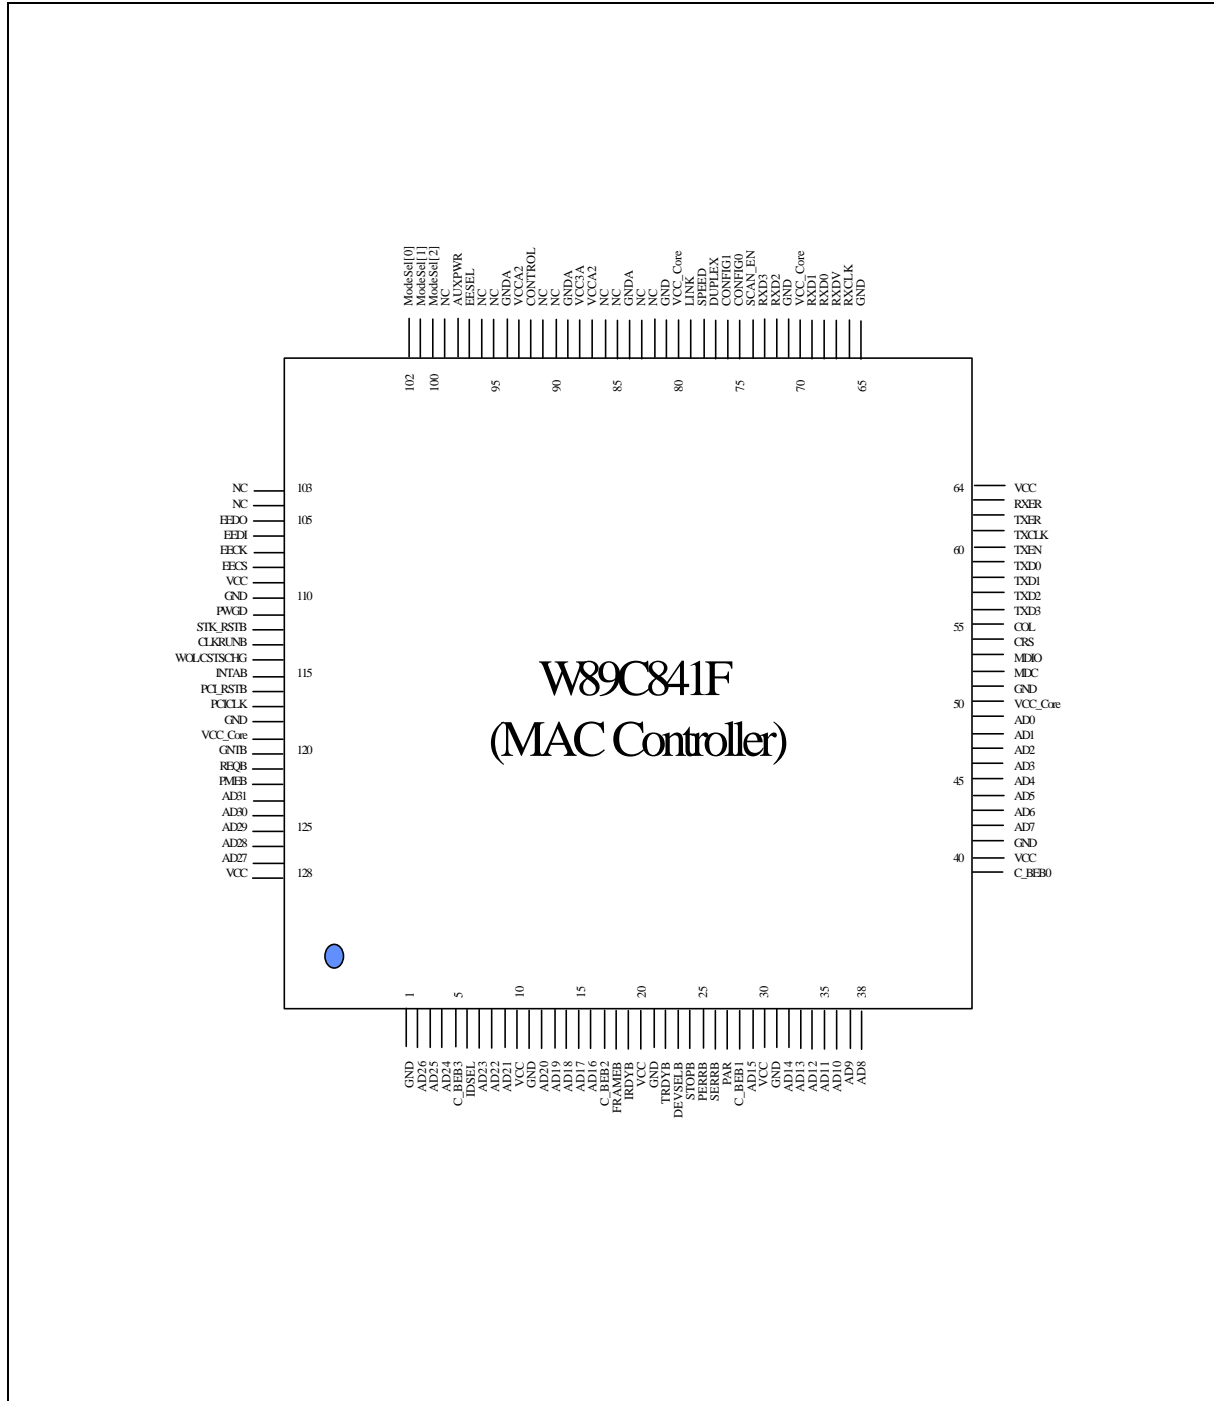 ModeSel[0]
ModeSel[1]
ModeSel[2]
NC
AUXPWR
EESEL
NC
NC
GNDA
VCCA2
CONTROL
NC
NC
GNDA
VCC3A
VCCA2
NC
NC
GNDA
NC
NC
GND
VCC_Core
LINK
SPEED
DUPLEX
CONFIG1
CONFIG0
SCAN_EN
RXD3
RXD2
GND
VCC_Core
RXD1
RXD0
RXDV
RXCLK
GND
102
100
95
90
85
80
75
70
65
NC 103
NC
EEDO 105
EEDI
EECK
EECS
VCC
GND 110
PWGD
STK_RSTB
CLKRUNB
WOL/CSTSCHG
INTAB 115
PCI_RSTB
PCICLK
GND
VCC_Core
GNTB 120
REQB
PMEB
AD31
AD30
AD29 125
AD28
AD27
VCC 128
W89C841F
(MAC Controller)
64 VCC
RXER
TXER
TXCLK
60 TXEN
TXD0
TXD1
TXD2
TXD3
55 COL
CRS
MDIO
MDC
GND
50 VCC_Core
AD0
AD1
AD2
AD3
45 AD4
AD5
AD6
AD7
GND
40 VCC
C_BEB0
1
5
10
15
20
25
30
35
38
GND
AD26
AD25
AD24
C_BEB3
IDSEL
AD23
AD22
AD21
VCC
GND
AD20
AD19
AD18
AD17
AD16
C_BEB2
FRAMEB
IRDYB
VCC
GND
TRDYB
DEVSELB
STOPB
PERRB
SERRB
PAR
C_BEB1
AD15
VCC
GND
AD14
AD13
AD12
AD11
AD10
AD9
AD8